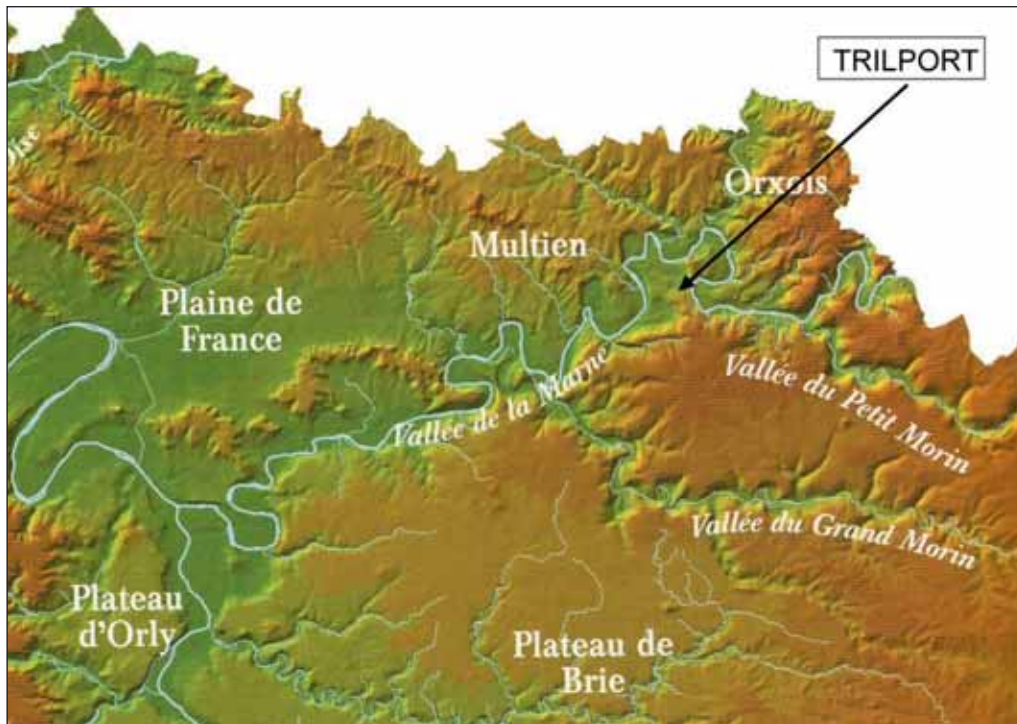 TRILPORT
Oise
Orxois
Multien
Plaine de
France
Vallée de la Marne
Vallée du Petit Morin
Vallée du Grand Morin
Plateau
d'Orly
Plateau de
Brie